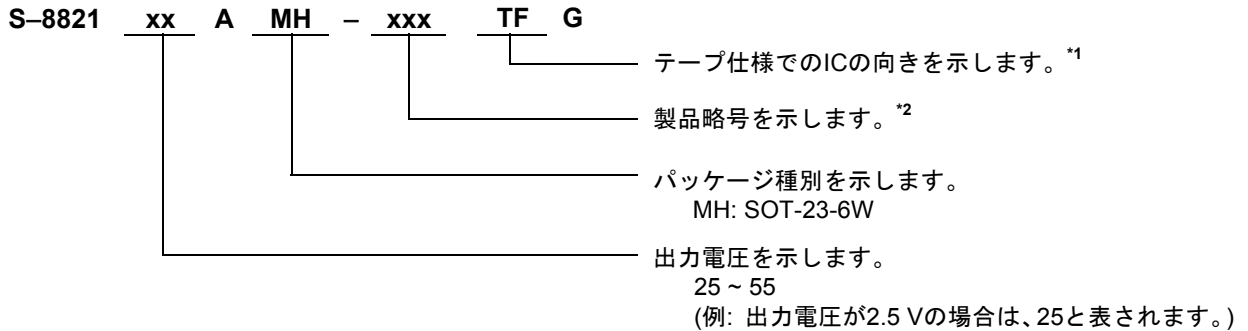 S–8821 xx A MH – xxx TF G
テープ仕様でのICの向きを示します。*1
製品略号を示します。*2
パッケージ種別を示します。
MH: SOT-23-6W
出力電圧を示します。
25 ~ 55
(例: 出力電圧が2.5 Vの場合は、25と表されます。)